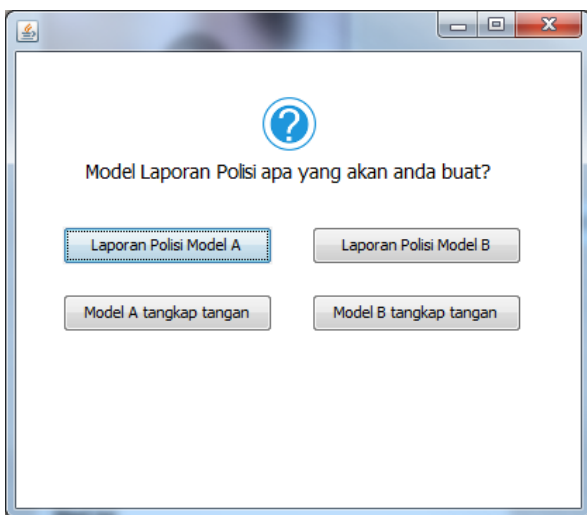 Model Laporan Polisi apa yang akan anda buat?
Laporan Polisi Model A
Laporan Polisi Model B
Model A tangkap tangan
Model B tangkap tangan